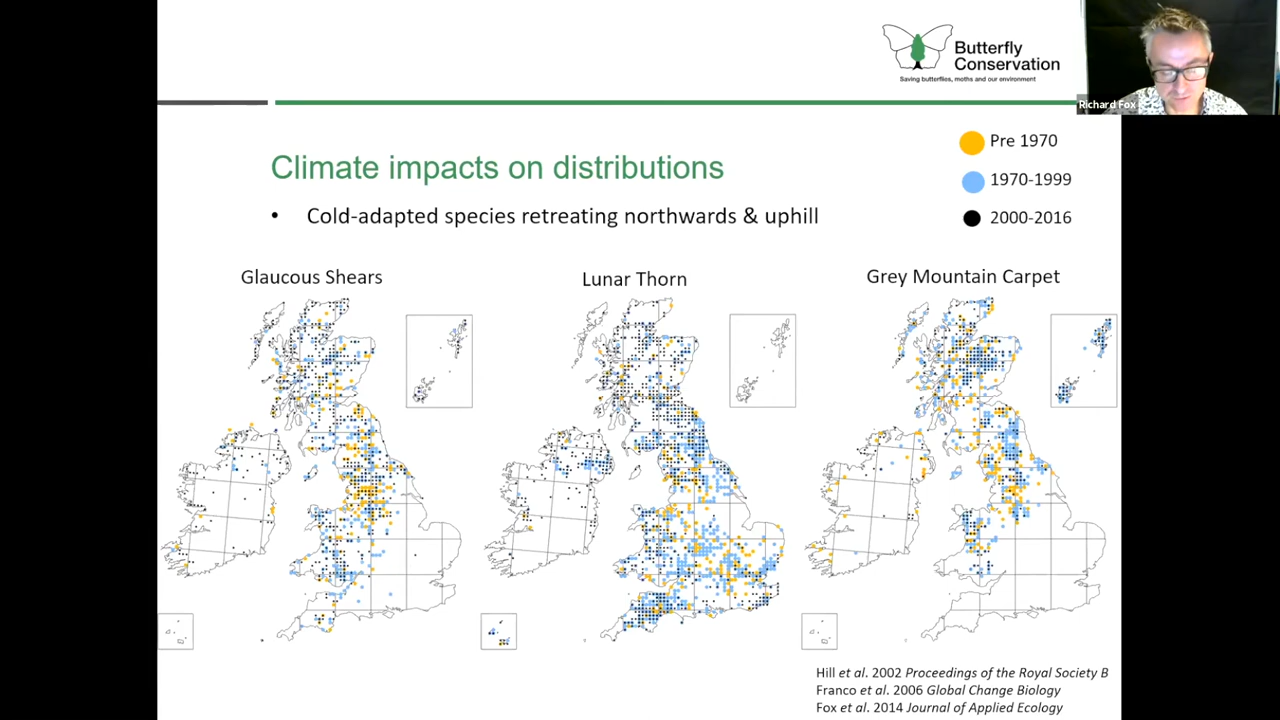 Butterfly
Conservation
Saving butterflies, moths and our environment
Richard Fox
Climate impacts on distributions
• Cold-adapted species retreating northwards & uphill
Pre 1970
1970-1999
2000-2016
Glaucous Shears
Lunar Thorn
Grey Mountain Carpet
Hill et al. 2002 Proceedings of the Royal Society B
Franco et al. 2006 Global Change Biology
Fox et al. 2014 Journal of Applied Ecology